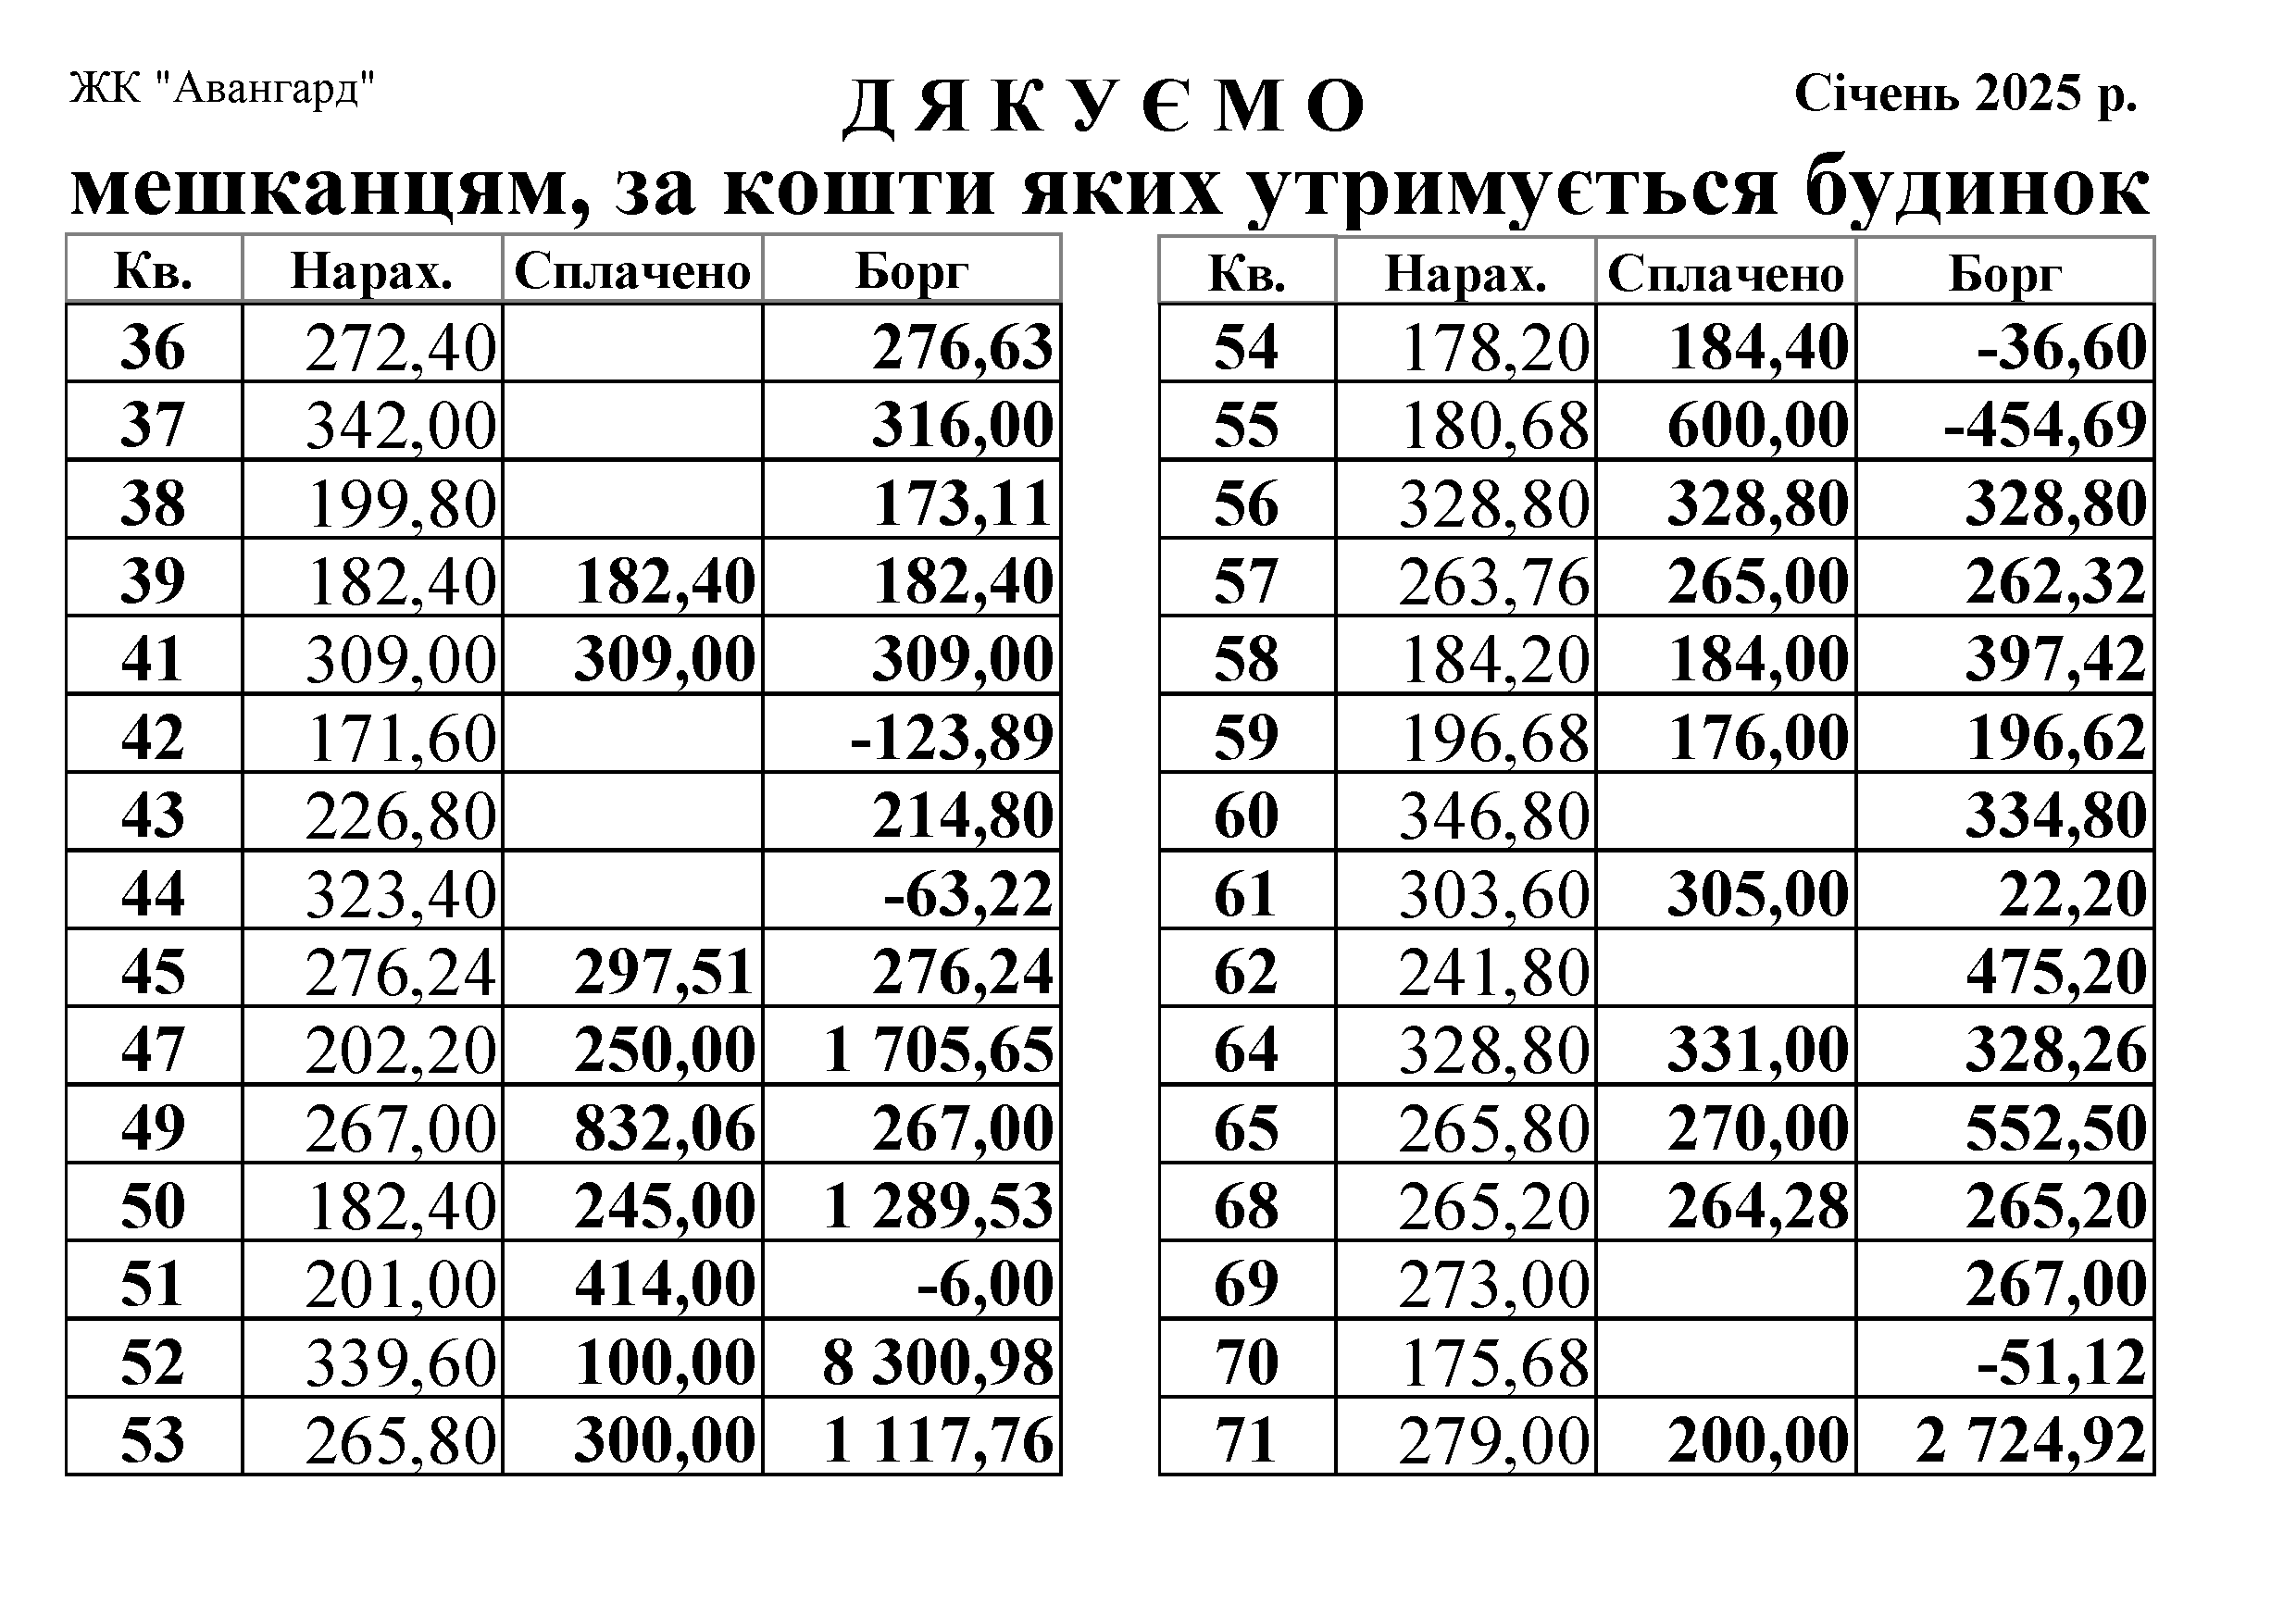 ЖК "Авангард"
Д Я К У Є М О
Січень 2025 р.
мешканцям, за кошти яких утримується будинок
Кв. Нарах. Сплачено Борг
36 272,40 276,63
37 342,00 316,00
38 199,80 173,11
39 182,40 182,40 182,40
41 309,00 309,00 309,00
42 171,60 -123,89
43 226,80 214,80
44 323,40 -63,22
45 276,24 297,51 276,24
47 202,20 250,00 1 705,65
49 267,00 832,06 267,00
50 182,40 245,00 1 289,53
51 201,00 414,00 -6,00
52 339,60 100,00 8 300,98
53 265,80 300,00 1 117,76
Кв. Нарах. Сплачено Борг
54 178,20 184,40 -36,60
55 180,68 600,00 -454,69
56 328,80 328,80 328,80
57 263,76 265,00 262,32
58 184,20 184,00 397,42
59 196,68 176,00 196,62
60 346,80 334,80
61 303,60 305,00 22,20
62 241,80 475,20
64 328,80 331,00 328,26
65 265,80 270,00 552,50
68 265,20 264,28 265,20
69 273,00 267,00
70 175,68 -51,12
71 279,00 200,00 2 724,92